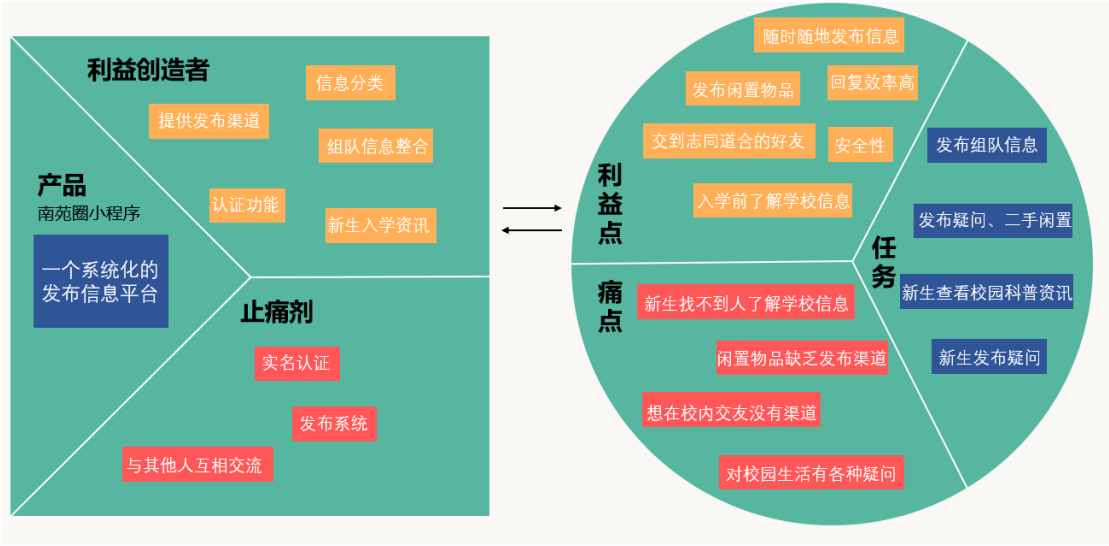 利益创造者
信息分类
提供发布渠道
组队信息整合
认证功能
新生入学资讯
产品
南苑圈小程序
一个系统化的
发布信息平台
止痛剂
实名认证
发布系统
与其他人互相交流
利益点
随时随地发布信息
发布闲置物品
回复效率高
交到志同道合的好友
安全性
入学前了解学校信息
任务
发布组队信息
发布疑问、二手闲置
新生查看校园科普资讯
新生发布疑问
痛点
新生找不到人了解学校信息
闲置物品缺乏发布渠道
想在校内交友没有渠道
对校园生活有各种疑问